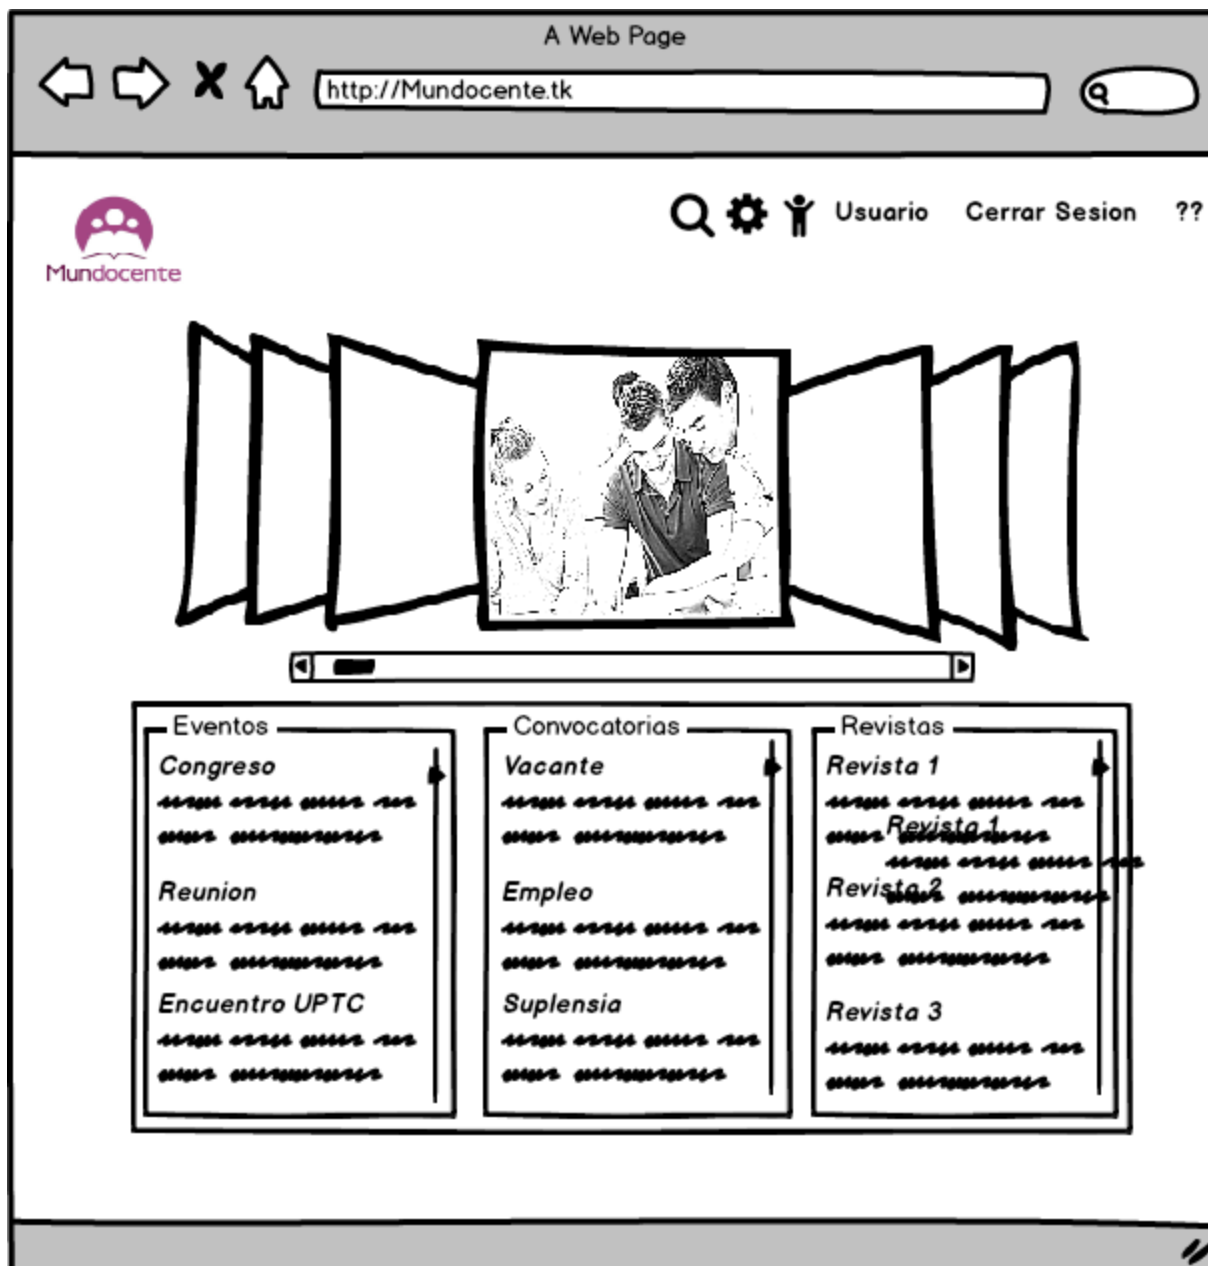 A Web Page
http://Mundocente.tk
Mundocente
Usuario Cerrar Sesion ??
Eventos
Congreso
Reunion
Encuentro UPTC
Convocatorias
Vacante
Empleo
Suplensia
Revistas
Revista 1
Revista 1
Revista 2
Revista 3